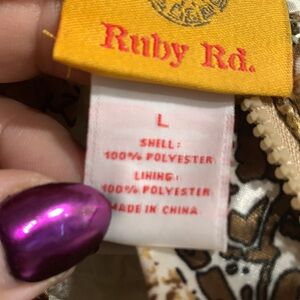 Ruby Rd.
L
SHELL:
100% POLYESTER
LINING:
100% POLYESTER
MADE IN CHINA